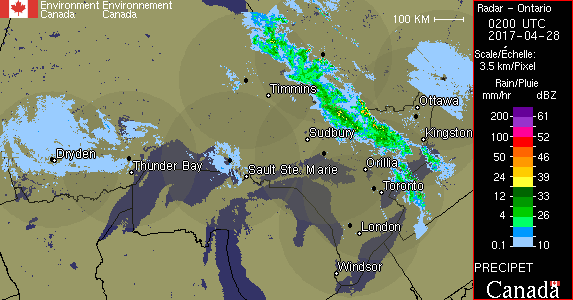 Environment Environnement
Canada Canada
100 KM
Radar - Ontario
0200 UTC
2017-04-28
Scale/Échelle:
3.5 km/Pixel
Rain/Pluie
mm/hr dBZ
200 61
100 52
50 46
24 39
12 33
4 26
0.1 10
PRECIPET
Canada
Timmins
Ottawa
Sudbury
Kingston
Dryden
Thunder Bay
Sault Ste. Marie
Orillia
Toronto
London
Windsor